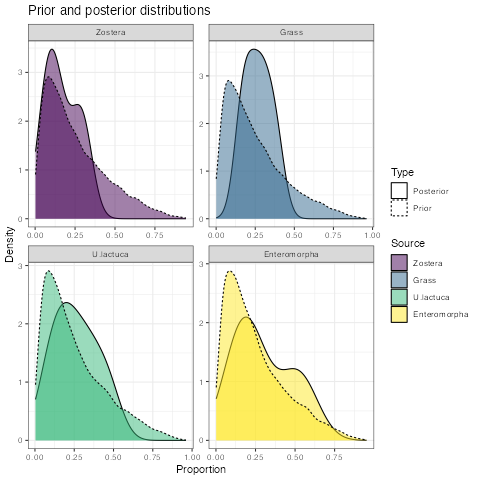 Prior and posterior distributions
Zostera
Grass
3
2
1
0
3
2
1
0
0.00 0.25 0.50 0.75
0.00 0.25 0.50 0.75 1.00
U.lactuca
Enteromorpha
3
2
1
0
3
2
1
0
0.00 0.25 0.50 0.75 1.00
0.00 0.25 0.50 0.75
Density
Proportion
Type
Posterior
Prior
Source
Zostera
Grass
U.lactuca
Enteromorpha